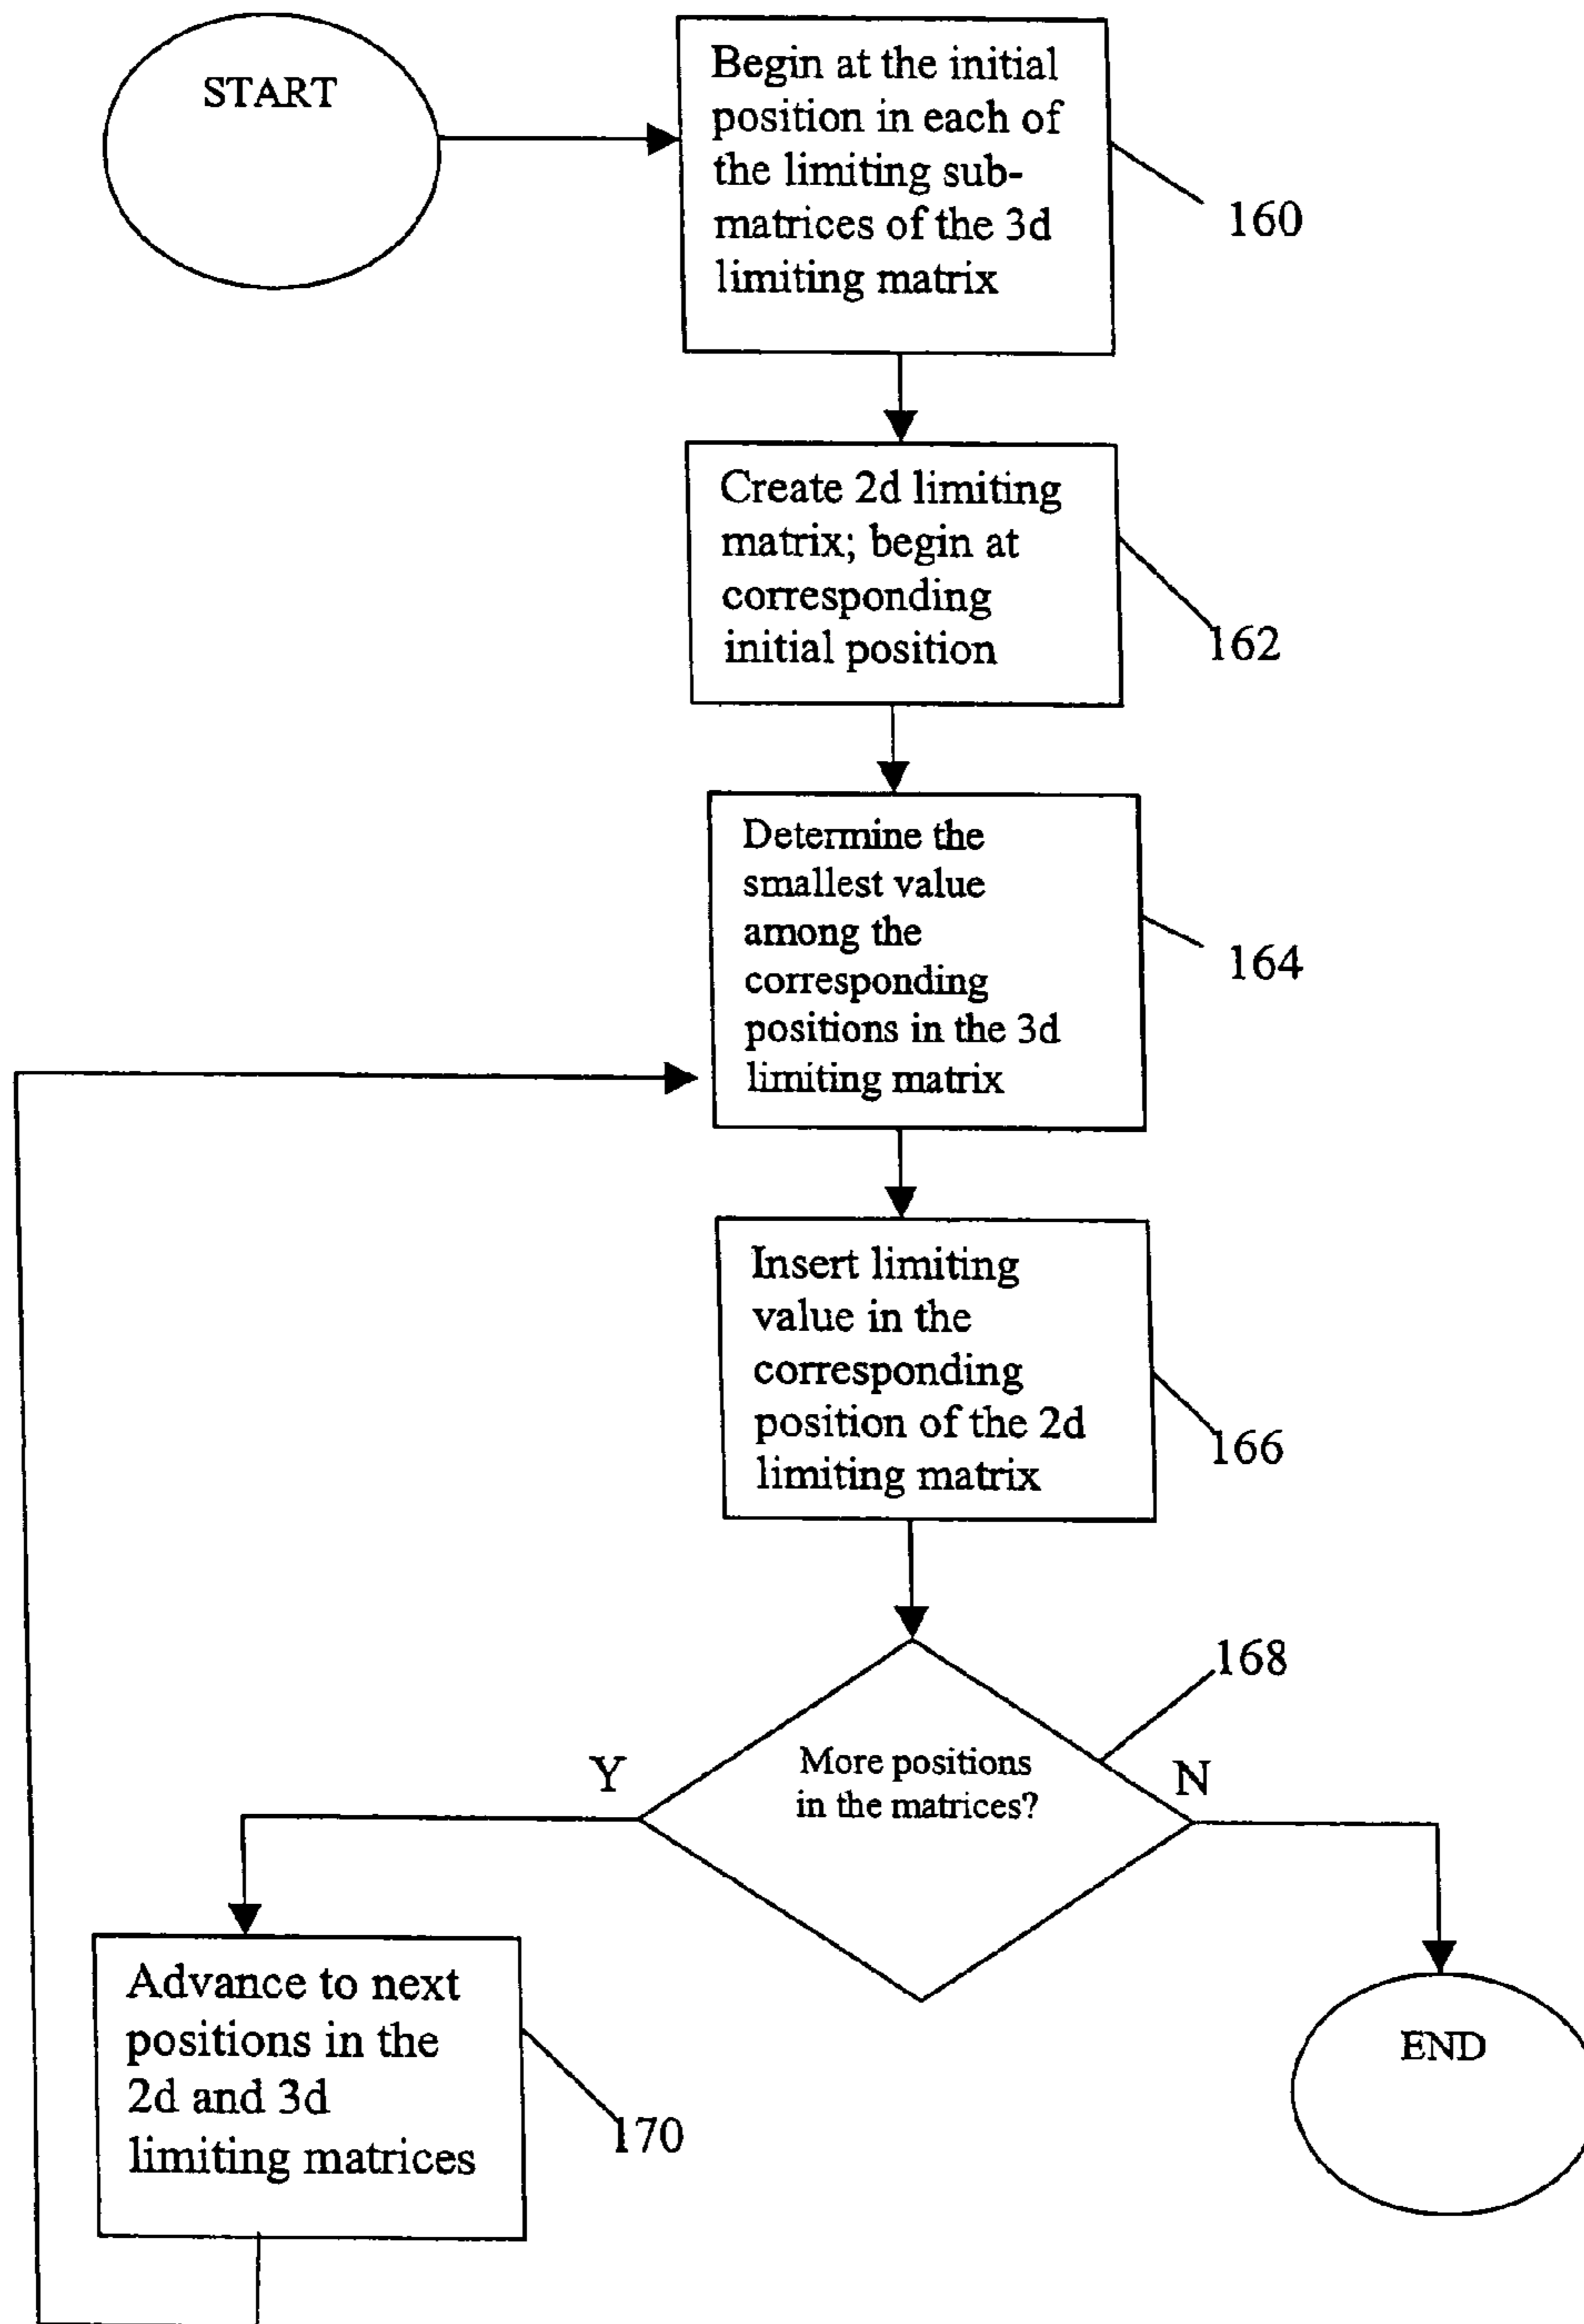 START
Begin at the initial
position in each of
the limiting sub-
matrices of the 3d
limiting matrix
160
Create 2d limiting
matrix; begin at
corresponding
initial position
162
Determine the
smallest value
among the
corresponding
positions in the 3d
limiting matrix
164
Insert limiting
value in the
corresponding
position of the 2d
limiting matrix
166
168
More positions
in the matrices?
Y
N
Advance to next
positions in the
2d and 3d
limiting matrices
170
END